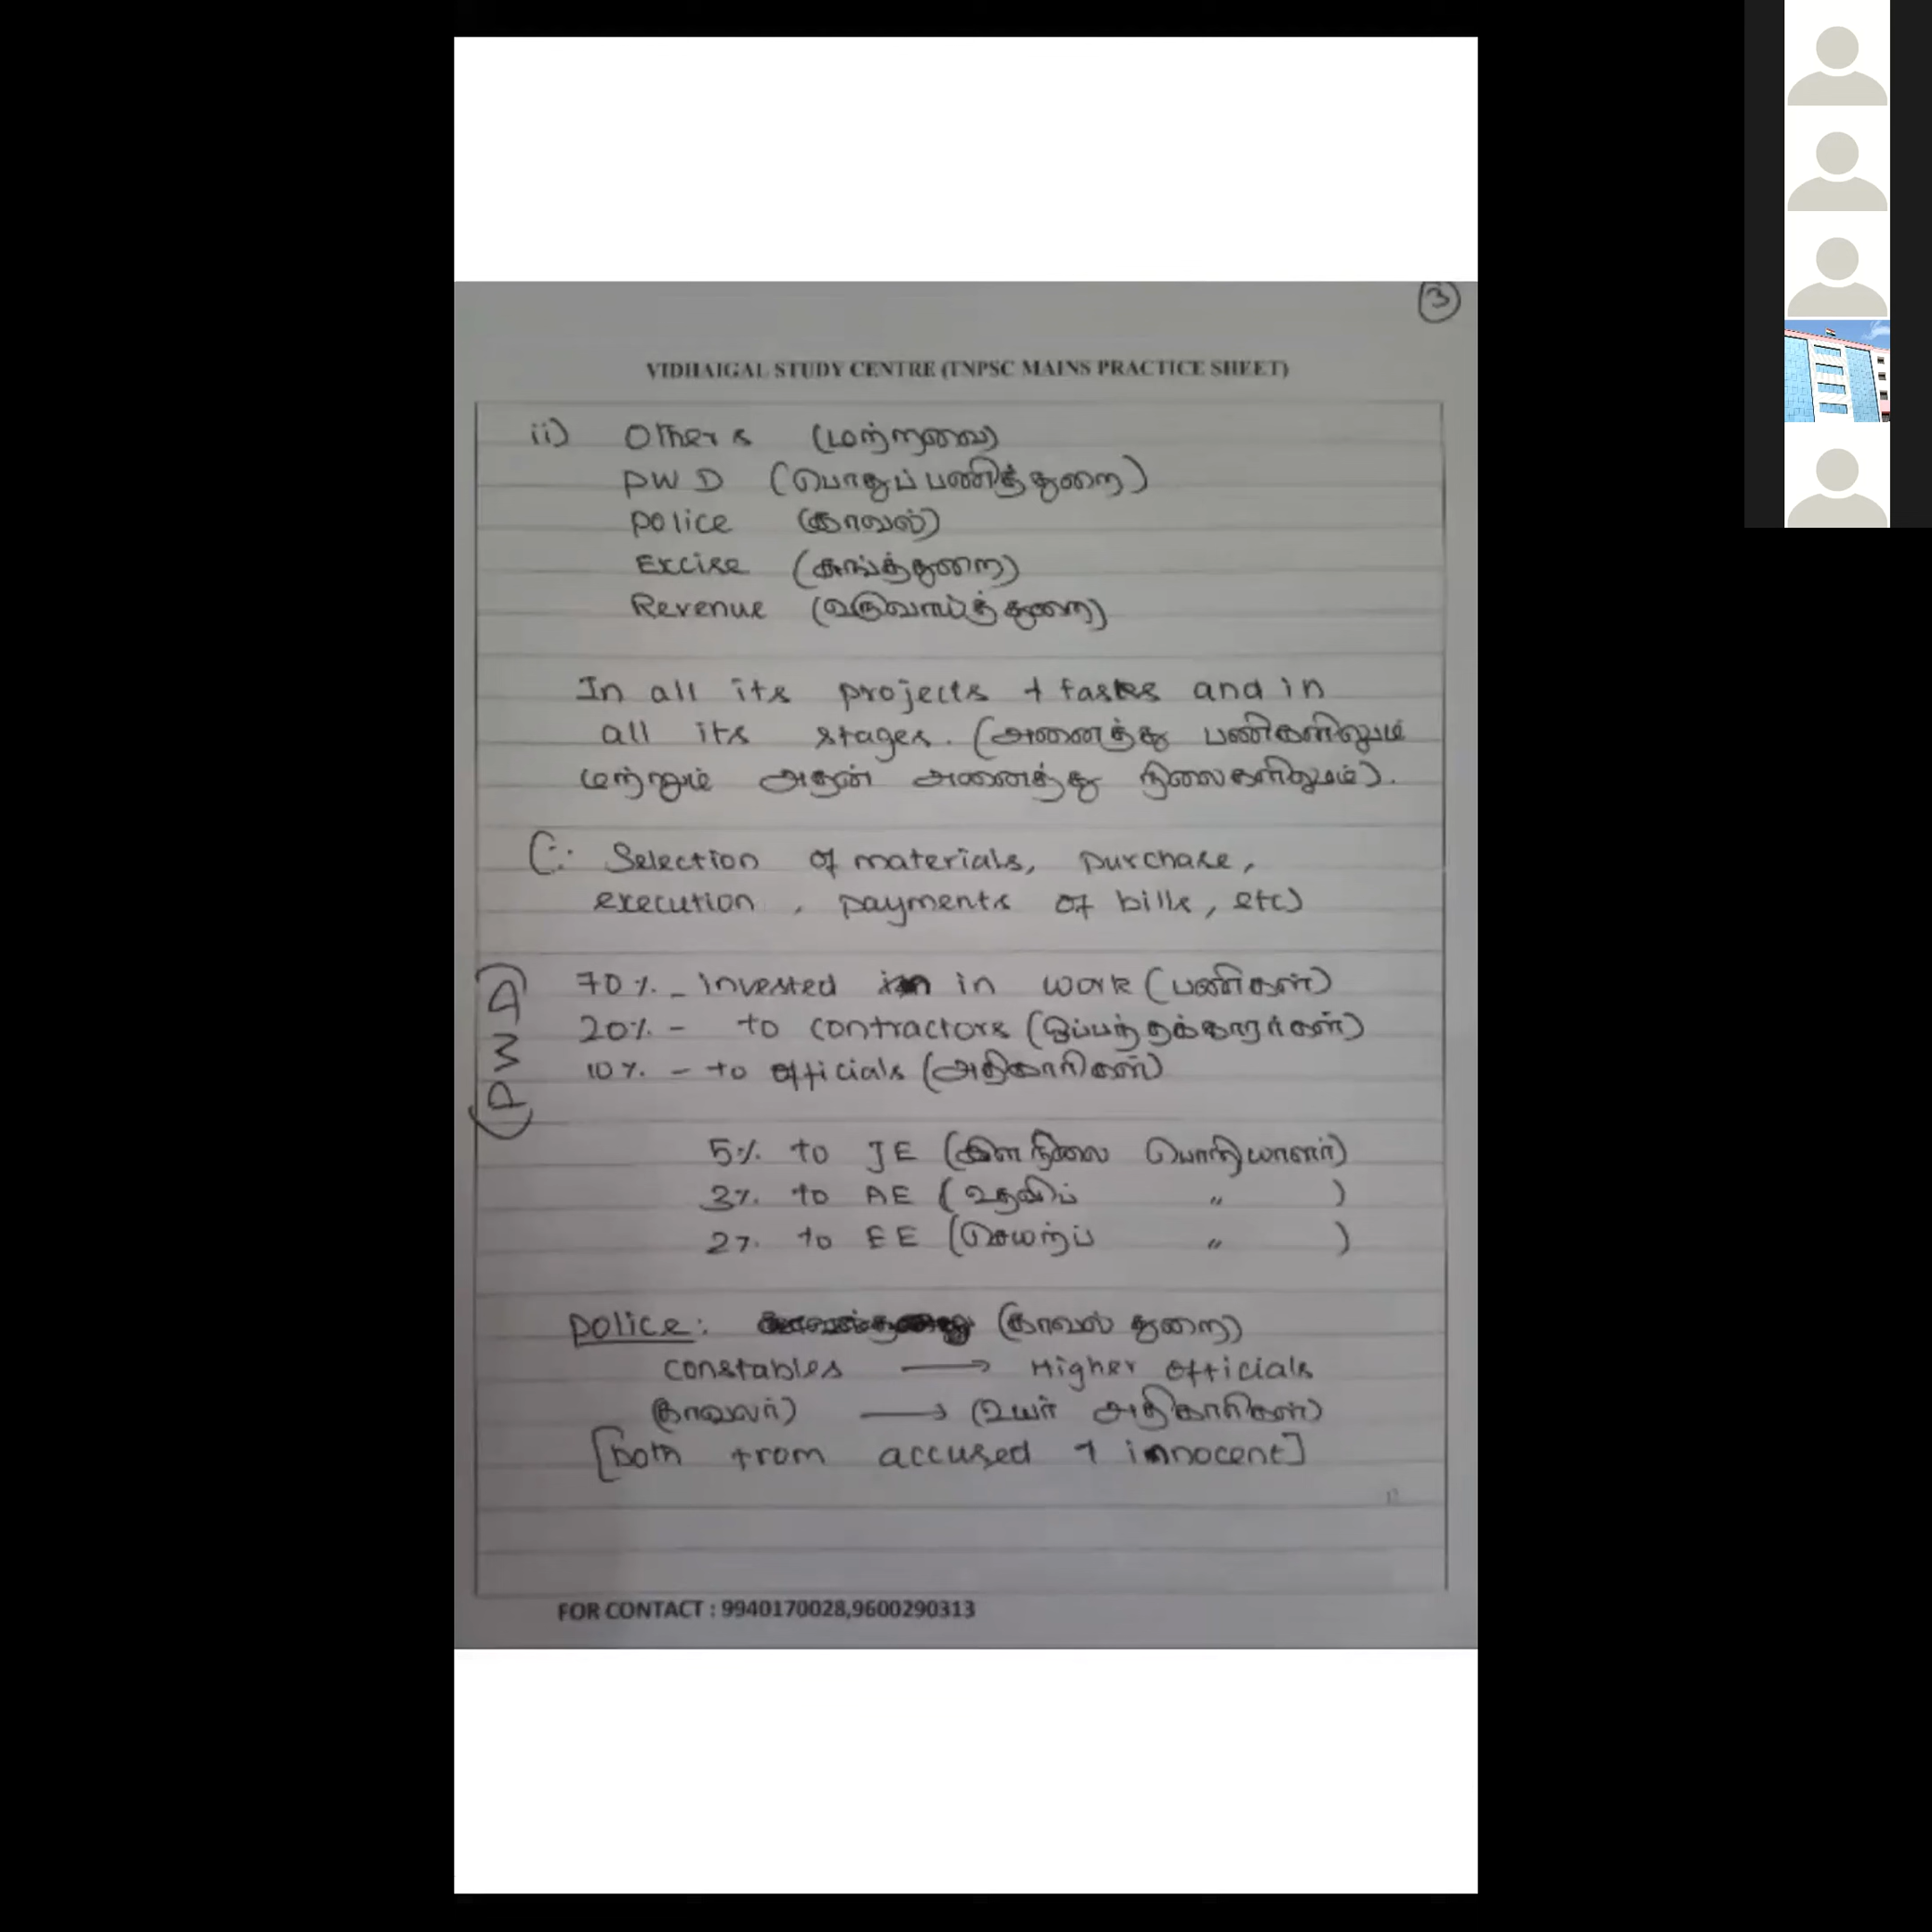 3
VIDHAIGAL STUDY CENTRE (TNPSC MAINS PRACTICE SHEET)
ii) Others (மற்றவை)
PWD (பொதுப் பணித்துறை)
Police (காவல்)
Excise (சுங்த்துறை)
Revenue (வருவாய்த்துறை)
In all its projects + tasks and in
all its stages. (அனைத்து பணிகளிலும்
மற்றும் அதன் அனைத்து நிலைகளிலும்).
(∵ Selection of materials, purchase,
execution, payments of bills, etc)
(PWD)
70% - invested in work (பணிகள்)
20% - to contractors (ஒப்பந்தக்காரர்கள்)
10% - to officials (அதிகாரிகள்)
5% to JE (இளநிலை பொறியாளர்)
3% to AE (உதவிப் " )
2% to EE (செயற்ப் " )
Police: (காவல் துறை)
constables → Higher officials
(காவலர்) → (உயர் அதிகாரிகள்)
[both from accused + innocent]
FOR CONTACT : 9940170028,9600290313